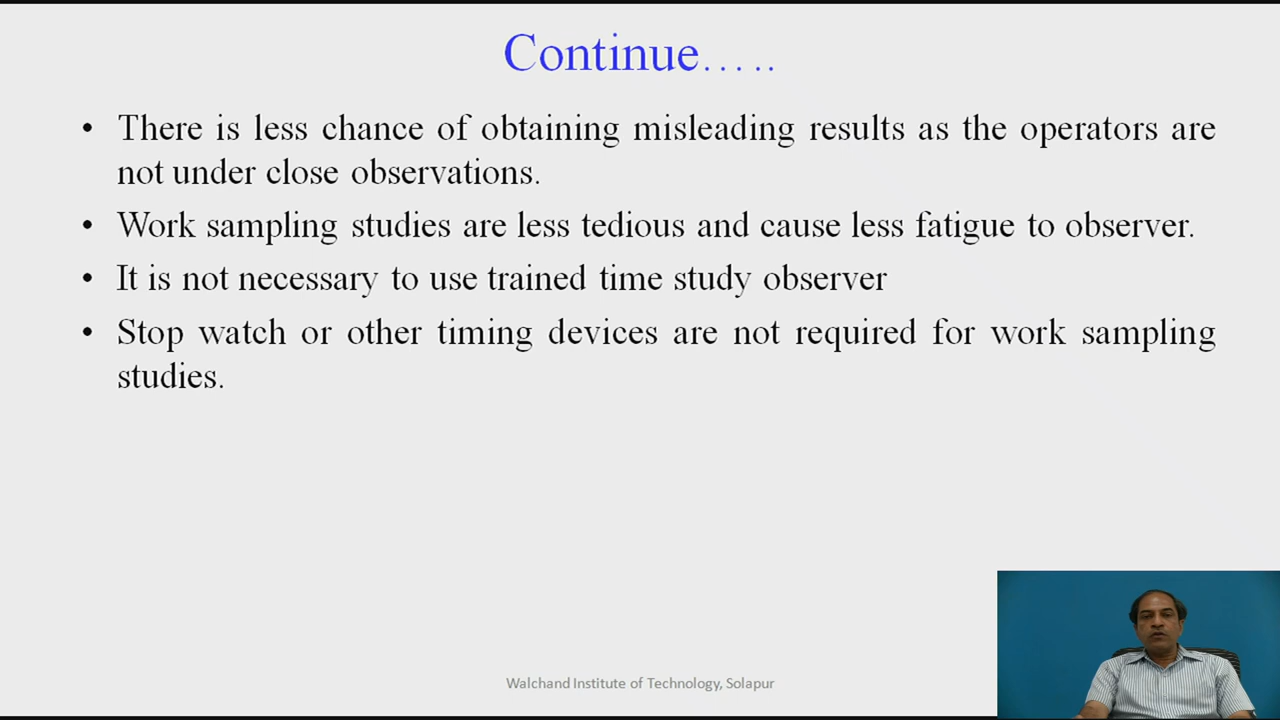 Continue.....
• There is less chance of obtaining misleading results as the operators are
not under close observations.
• Work sampling studies are less tedious and cause less fatigue to observer.
• It is not necessary to use trained time study observer
• Stop watch or other timing devices are not required for work sampling
studies.
Walchand Institute of Technology, Solapur